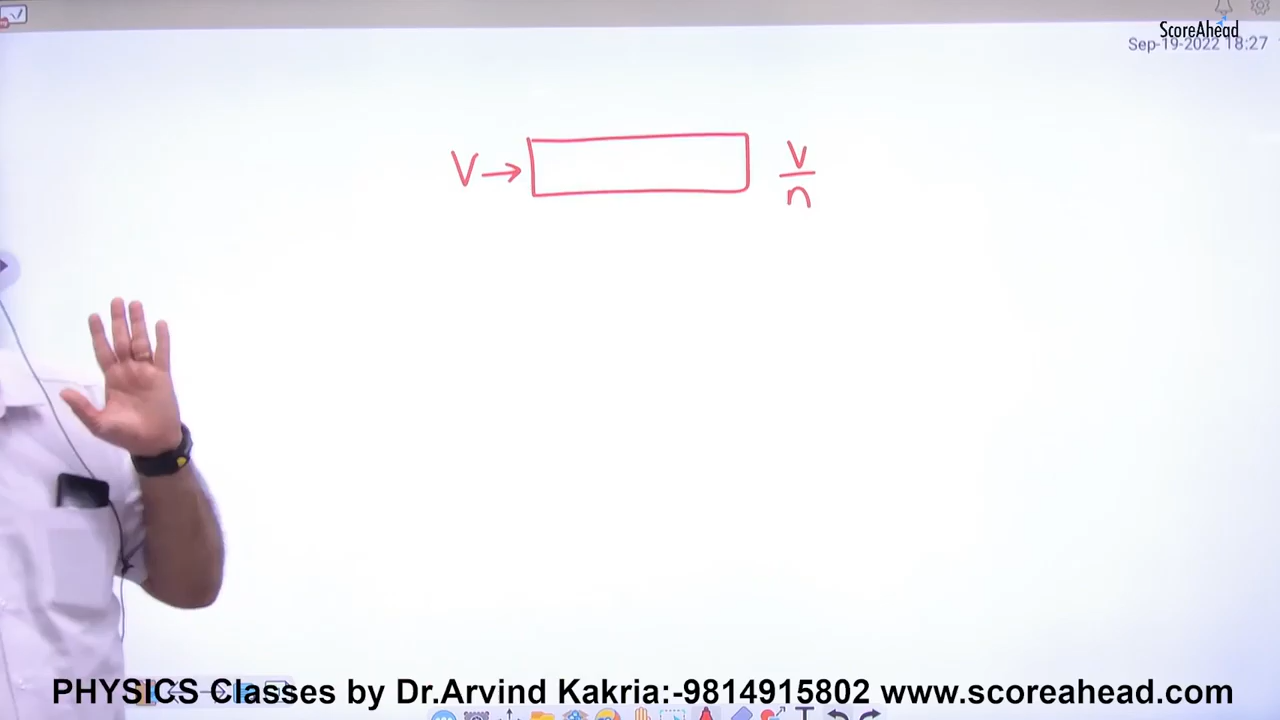 ScoreAhead
Sep-19-2022 18:27
V→
v
n
PHYSICS Classes by Dr.Arvind Kakria:-9814915802 www.scoreahead.com